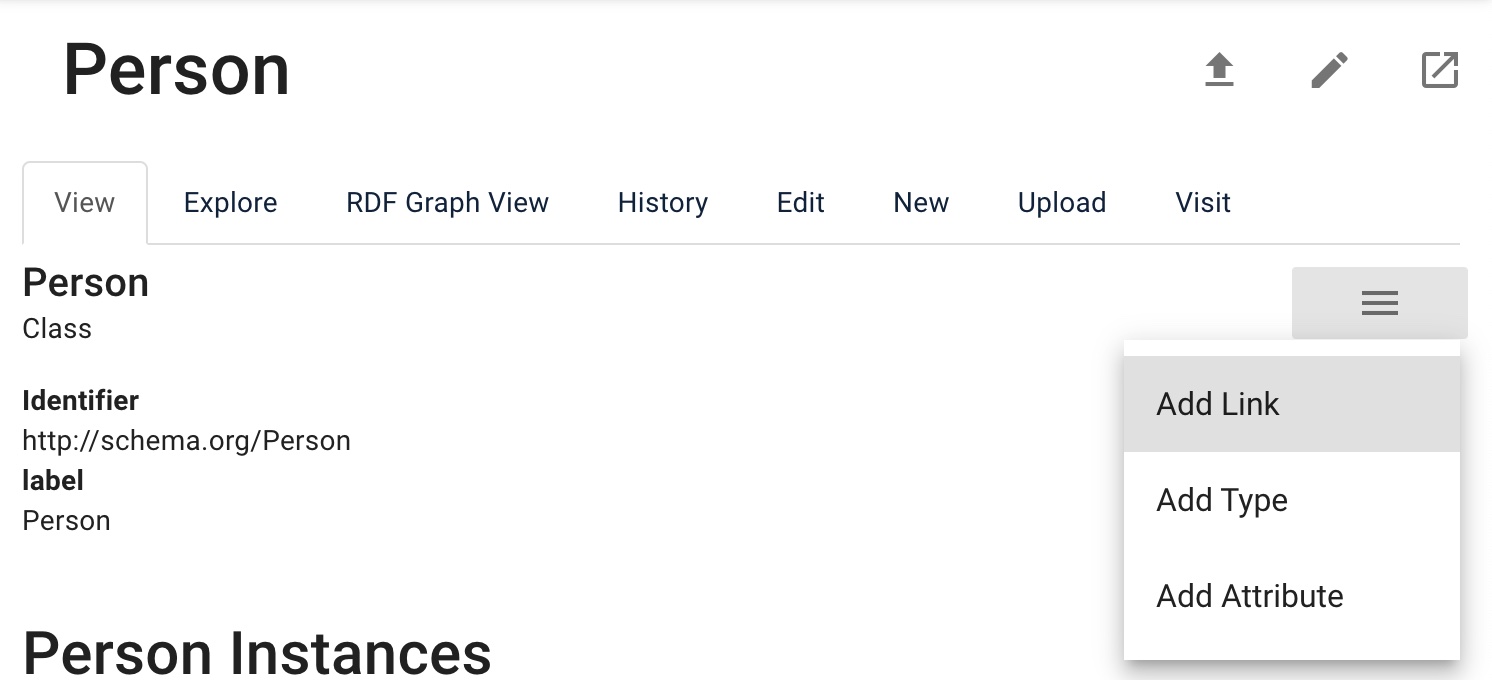 Person
View Explore RDF Graph View History Edit New Upload Visit
Person
Class
Identifier
http://schema.org/Person
label
Person
Add Link
Add Type
Add Attribute
Person Instances